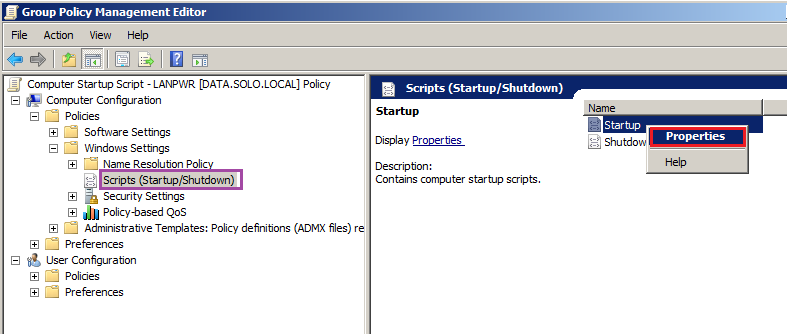 Group Policy Management Editor
File Action View Help
Computer Startup Script - LANPWR [DATA.SOLO.LOCAL] Policy
Computer Configuration
Policies
Software Settings
Windows Settings
Name Resolution Policy
Scripts (Startup/Shutdown)
Security Settings
Policy-based QoS
Administrative Templates: Policy definitions (ADMX files) re
Preferences
User Configuration
Policies
Preferences
Scripts (Startup/Shutdown)
Startup
Display Properties
Description:
Contains computer startup scripts.
Name
Startup
Shutdow
Properties
Help